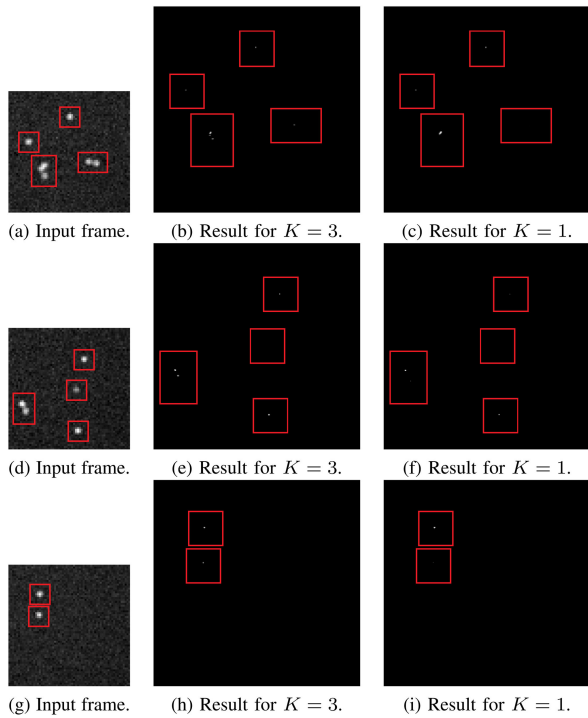 (a) Input frame.
(b) Result for K = 3.
(c) Result for K = 1.
(d) Input frame.
(e) Result for K = 3.
(f) Result for K = 1.
(g) Input frame.
(h) Result for K = 3.
(i) Result for K = 1.